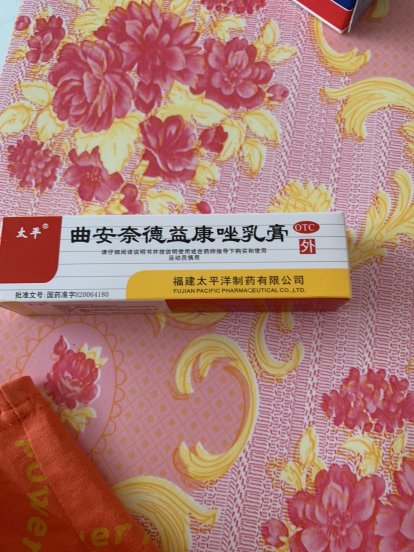 太平®
曲安奈德益康唑乳膏
OTC
外
请仔细阅读说明书并按说明使用或在药师指导下购买和使用
运动员慎用
批准文号:国药准字H20064180
福建太平洋制药有限公司
FUJIAN PACIFIC PHARMACEUTICAL CO.,LTD.